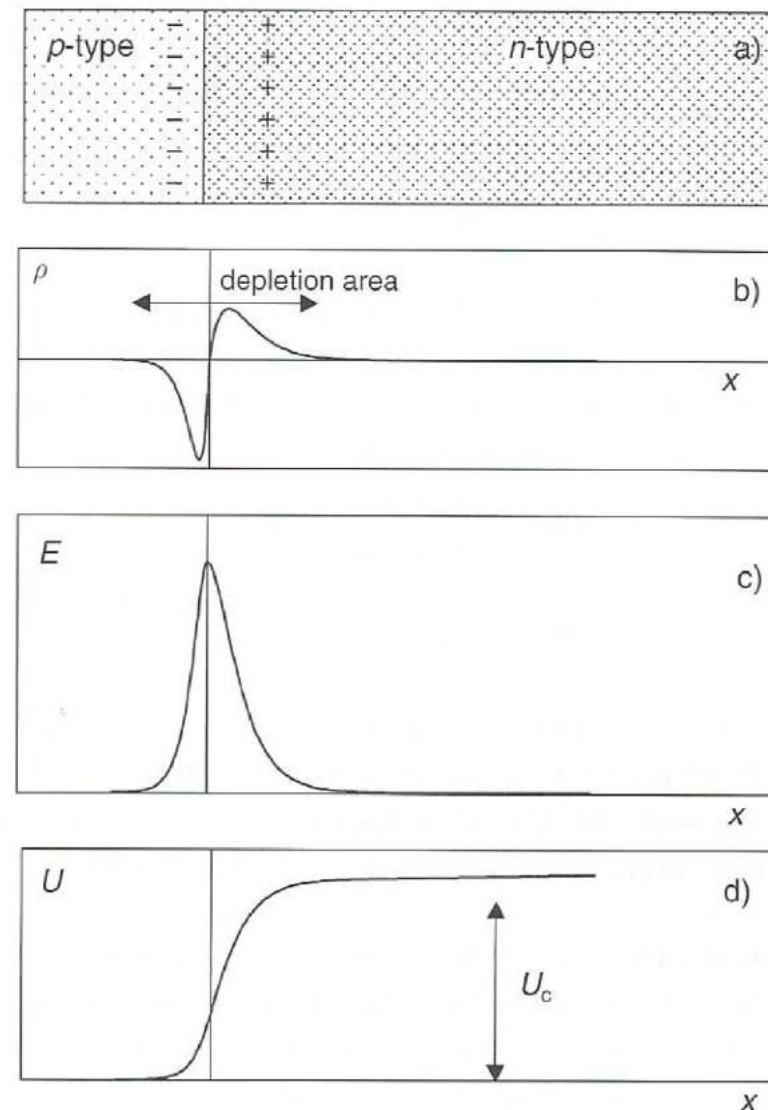 p-type n-type a)
− +
− +
− +
− +
− +
− +
ρ depletion area b)
x
E c)
x
U d)
U_c
x